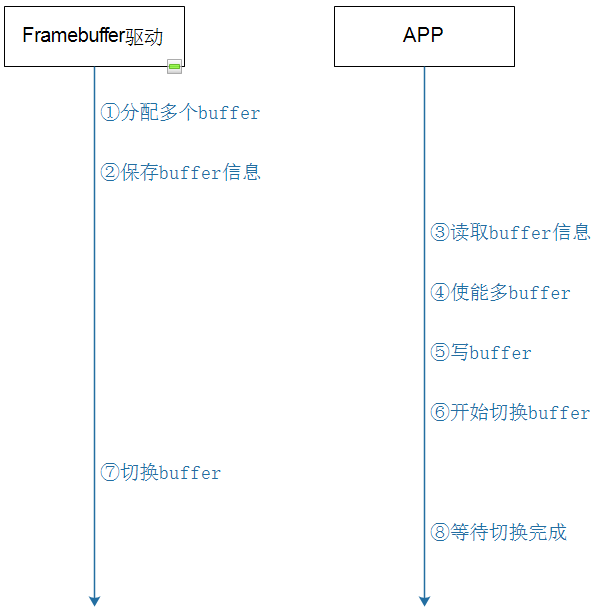 Framebuffer驱动
APP
①分配多个buffer
②保存buffer信息
③读取buffer信息
④使能多buffer
⑤写buffer
⑥开始切换buffer
⑦切换buffer
⑧等待切换完成